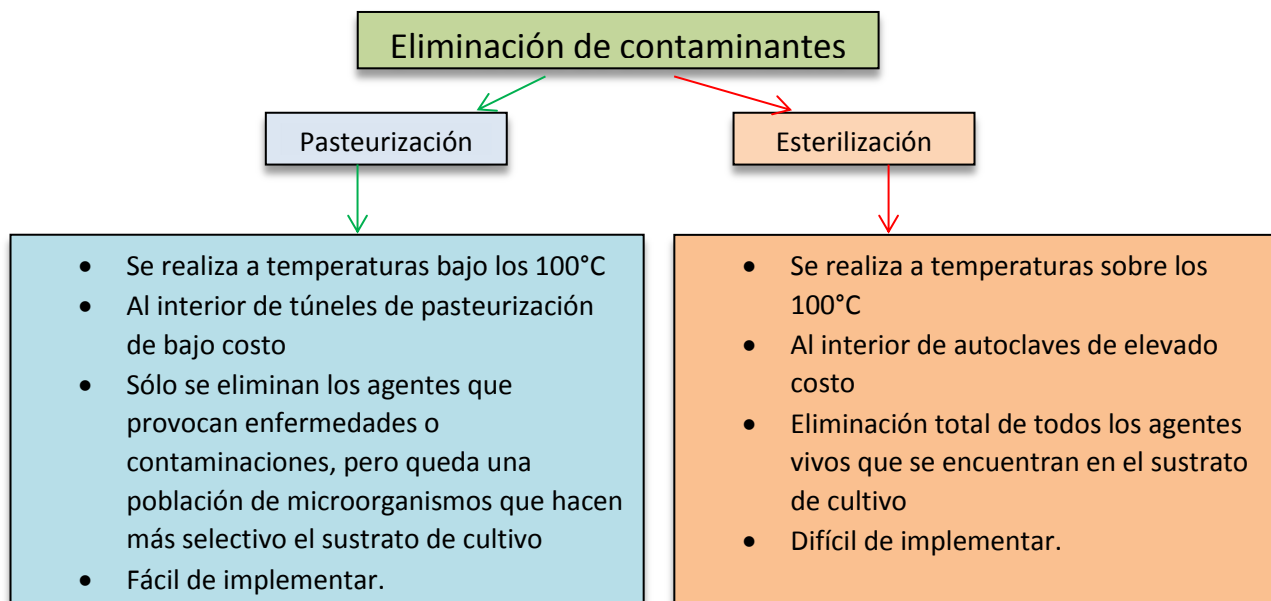 Eliminación de contaminantes
Pasteurización
Esterilización
• Se realiza a temperaturas bajo los 100°C
• Al interior de túneles de pasteurización
de bajo costo
• Sólo se eliminan los agentes que
provocan enfermedades o
contaminaciones, pero queda una
población de microorganismos que hacen
más selectivo el sustrato de cultivo
• Fácil de implementar.
• Se realiza a temperaturas sobre los
100°C
• Al interior de autoclaves de elevado
costo
• Eliminación total de todos los agentes
vivos que se encuentran en el sustrato
de cultivo
• Difícil de implementar.